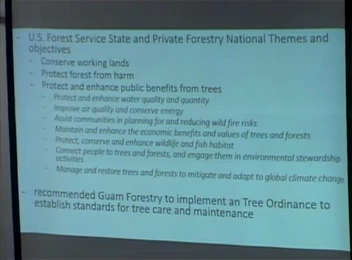 - U.S. Forest Service State and Private Forestry National Themes and
objectives
- Conserve working lands
- Protect forest from harm
- Protect and enhance public benefits from trees
- Protect and enhance water quality and quantity
- Improve air quality and conserve energy
- Assist communities in planning for and reducing wild fire risks
- Maintain and enhance the economic benefits and values of trees and forests
- Protect, conserve and enhance wildlife and fish habitat
- Connect people to trees and forests, and engage them in environmental stewardship
activities
- Manage and restore trees and forests to mitigate and adapt to global climate change
- recommended Guam Forestry to implement an Tree Ordinance to
establish standards for tree care and maintenance